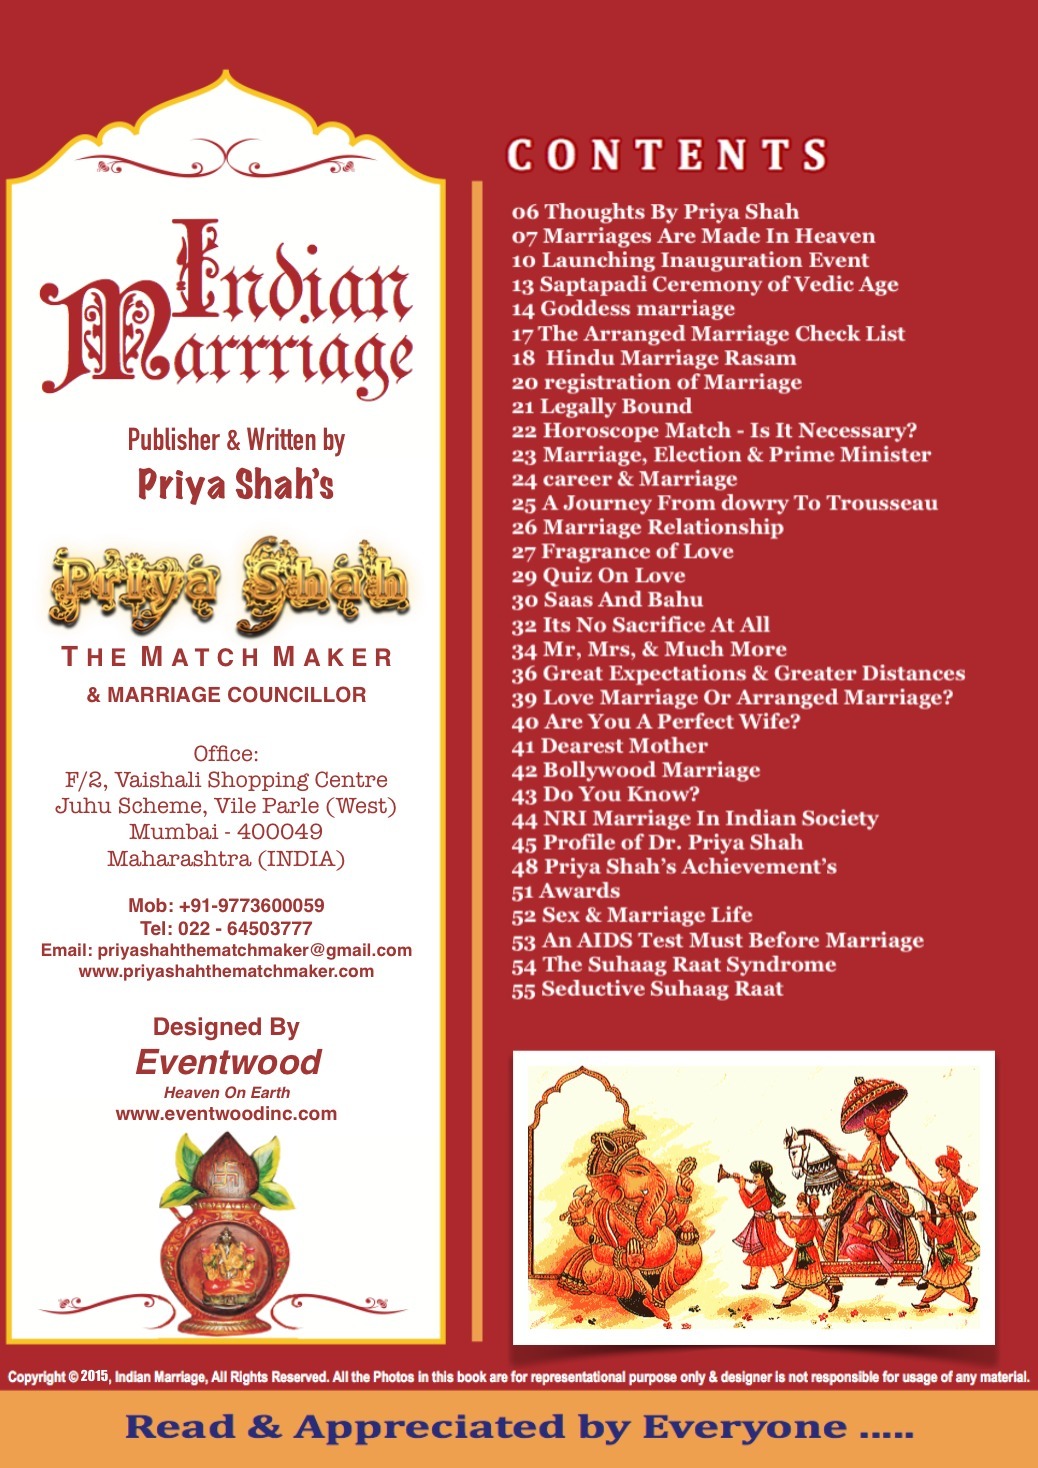 Indian
Marrriage
Publisher & Written by
Priya Shah's
Priya Shah
THE MATCH MAKER
& MARRIAGE COUNCILLOR
Office:
F/2, Vaishali Shopping Centre
Juhu Scheme, Vile Parle (West)
Mumbai - 400049
Maharashtra (INDIA)
Mob: +91-9773600059
Tel: 022 - 64503777
Email: priyashahthematchmaker@gmail.com
www.priyashahthematchmaker.com
Designed By
Eventwood
Heaven On Earth
www.eventwoodinc.com
CONTENTS
06 Thoughts By Priya Shah
07 Marriages Are Made In Heaven
10 Launching Inauguration Event
13 Saptapadi Ceremony of Vedic Age
14 Goddess marriage
17 The Arranged Marriage Check List
18 Hindu Marriage Rasam
20 registration of Marriage
21 Legally Bound
22 Horoscope Match - Is It Necessary?
23 Marriage, Election & Prime Minister
24 career & Marriage
25 A Journey From dowry To Trousseau
26 Marriage Relationship
27 Fragrance of Love
29 Quiz On Love
30 Saas And Bahu
32 Its No Sacrifice At All
34 Mr, Mrs, & Much More
36 Great Expectations & Greater Distances
39 Love Marriage Or Arranged Marriage?
40 Are You A Perfect Wife?
41 Dearest Mother
42 Bollywood Marriage
43 Do You Know?
44 NRI Marriage In Indian Society
45 Profile of Dr. Priya Shah
48 Priya Shah's Achievement's
51 Awards
52 Sex & Marriage Life
53 An AIDS Test Must Before Marriage
54 The Suhaag Raat Syndrome
55 Seductive Suhaag Raat
Copyright © 2015, Indian Marriage, All Rights Reserved. All the Photos in this book are for representational purpose only & designer is not responsible for usage of any material.
Read & Appreciated by Everyone .....